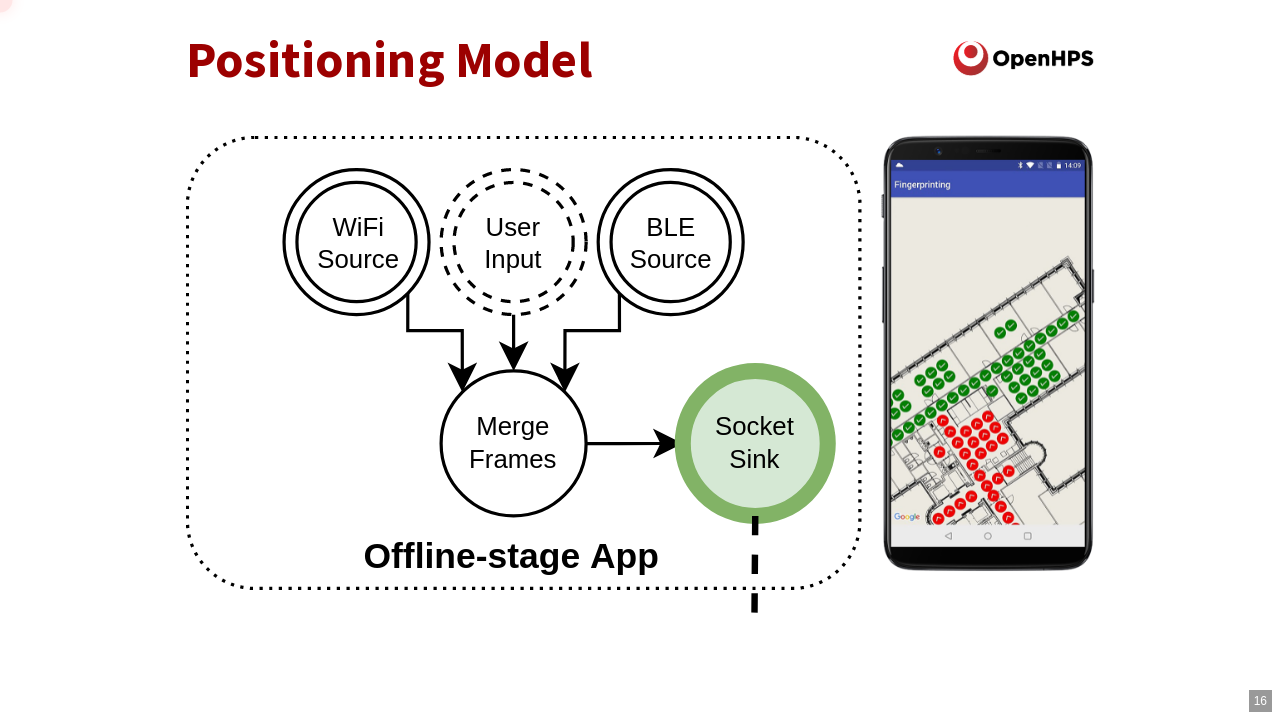 Positioning Model
OpenHPS
WiFi
Source
User
Input
BLE
Source
Merge
Frames
Socket
Sink
Offline-stage App
14:09
Fingerprinting
Google
16